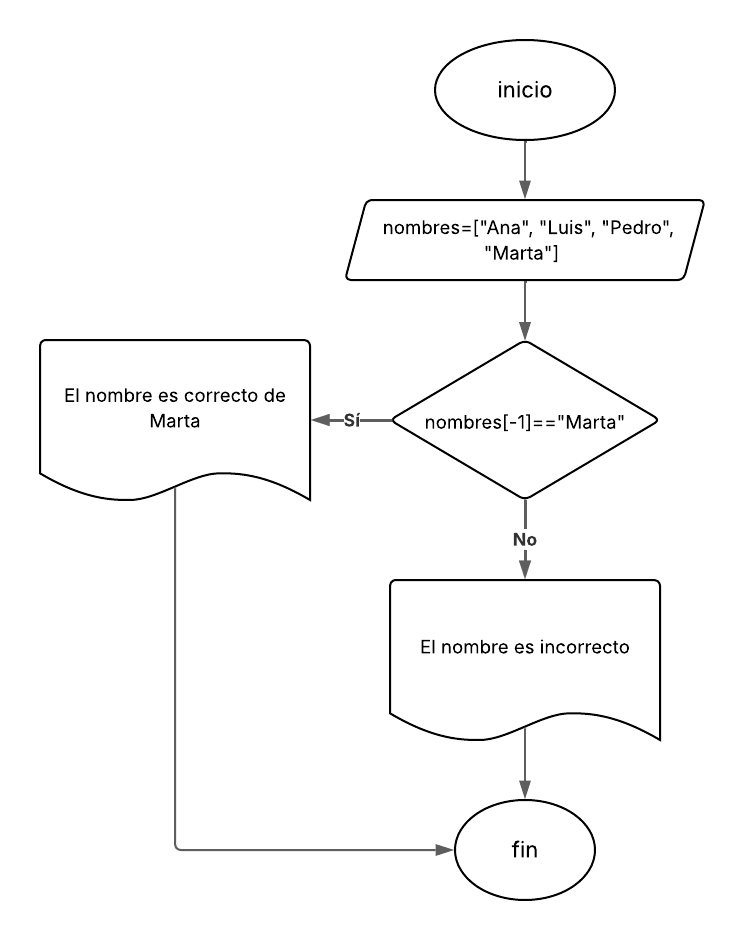 inicio
nombres=["Ana", "Luis", "Pedro",
"Marta"]
El nombre es correcto de
Marta
Sí
nombres[-1]=="Marta"
No
El nombre es incorrecto
fin